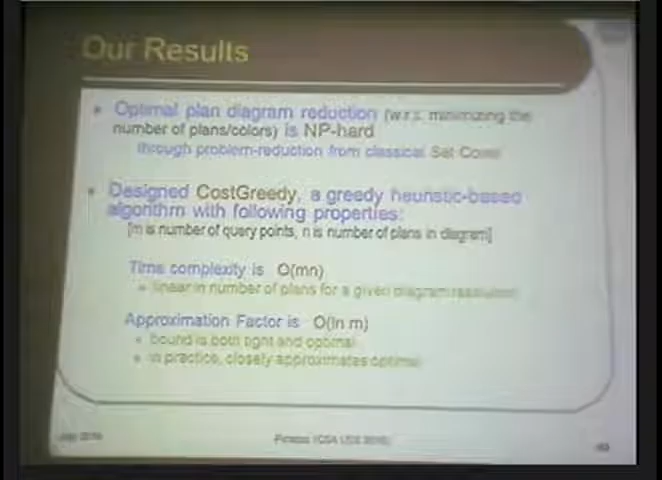 Our Results
Optimal plan diagram reduction (w.r.t. minimizing the
number of plans/colors) is NP-hard
through problem-reduction from classical Set Cover
Designed CostGreedy, a greedy heuristic-based
algorithm with following properties:
[m is number of query points, n is number of plans in diagram]
Time complexity is O(mn)
linear in number of plans for a given diagram resolution
Approximation Factor is O(ln m)
bound is both tight and optimal
in practice, closely approximates optimal
July 2010